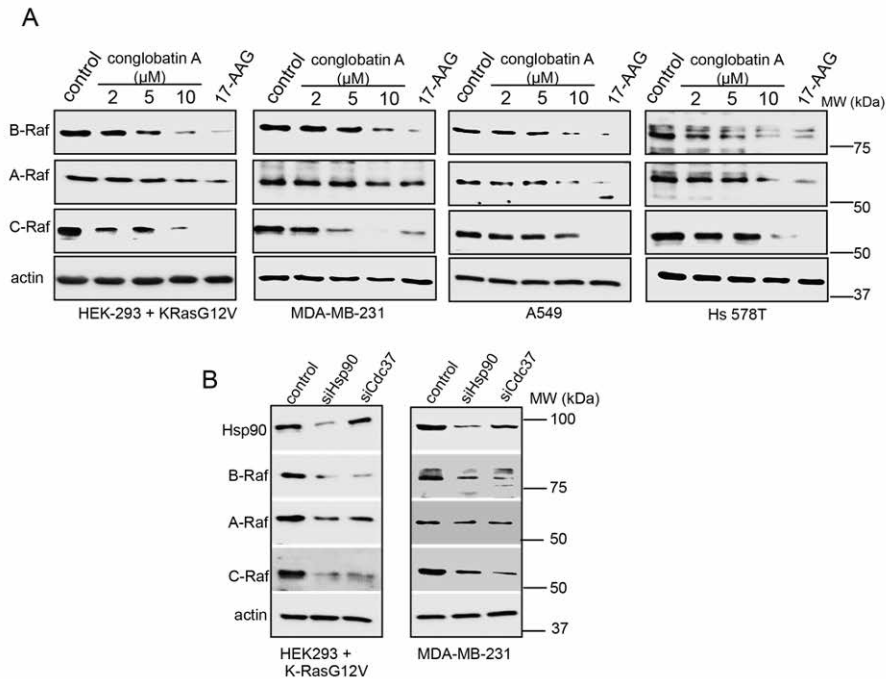 A
control
conglobatin A
(µM)
2 5 10
17-AAG
control
conglobatin A
(µM)
2 5 10
17-AAG
control
conglobatin A
(µM)
2 5 10
17-AAG
control
conglobatin A
(µM)
2 5 10
17-AAG
MW (kDa)
B-Raf
75
A-Raf
50
C-Raf
50
actin
37
HEK-293 + KRasG12V
MDA-MB-231
A549
Hs 578T
B
control
siHsp90
siCdc37
control
siHsp90
siCdc37
MW (kDa)
Hsp90
100
B-Raf
75
A-Raf
50
C-Raf
50
actin
37
HEK293 +
K-RasG12V
MDA-MB-231